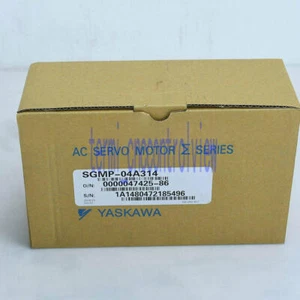 AC SERVO MOTOR Σ SERIES
SGMP-04A314
O/N: 0000047425-86
S/N: 1A1480472185496
YASKAWA